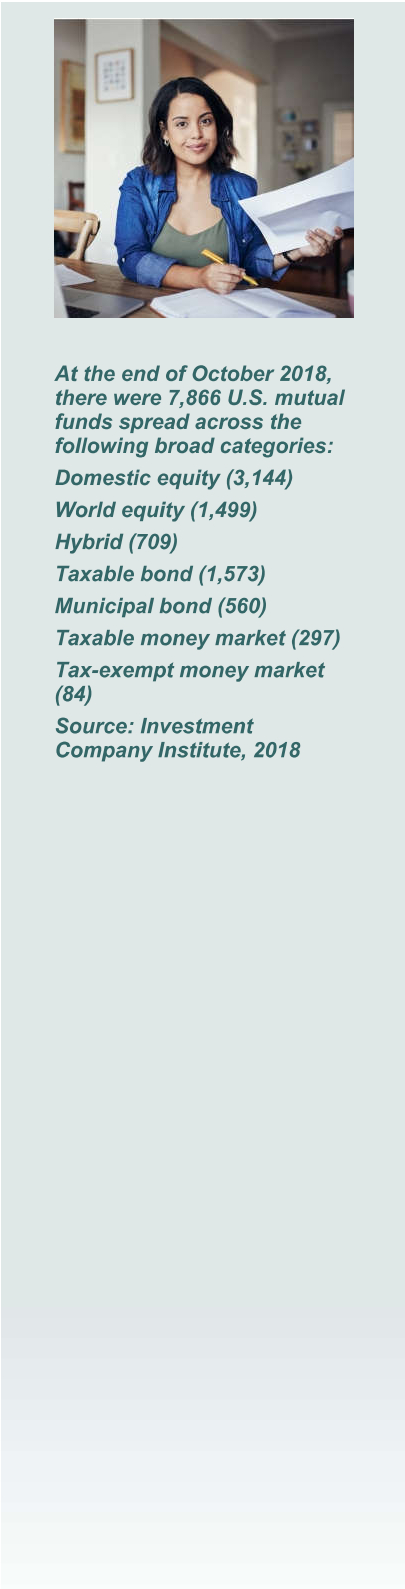 At the end of October 2018,
there were 7,866 U.S. mutual
funds spread across the
following broad categories:
Domestic equity (3,144)
World equity (1,499)
Hybrid (709)
Taxable bond (1,573)
Municipal bond (560)
Taxable money market (297)
Tax-exempt money market
(84)
Source: Investment
Company Institute, 2018